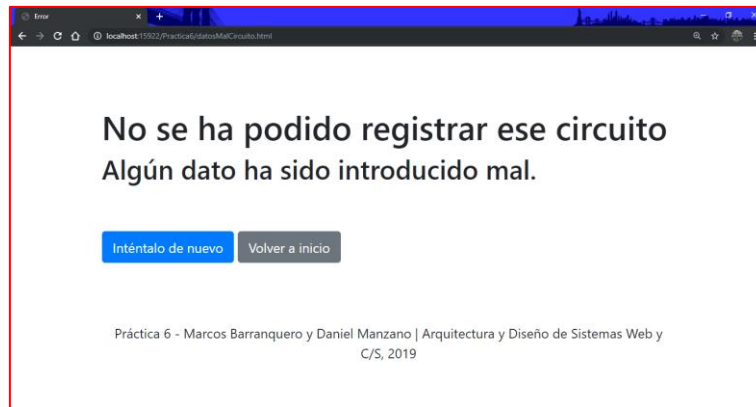 Error
localhost:15922/Practica6/datosMalCircuito.html
No se ha podido registrar ese circuito
Algún dato ha sido introducido mal.
Inténtalo de nuevo Volver a inicio
Práctica 6 - Marcos Barranquero y Daniel Manzano | Arquitectura y Diseño de Sistemas Web y
C/S, 2019